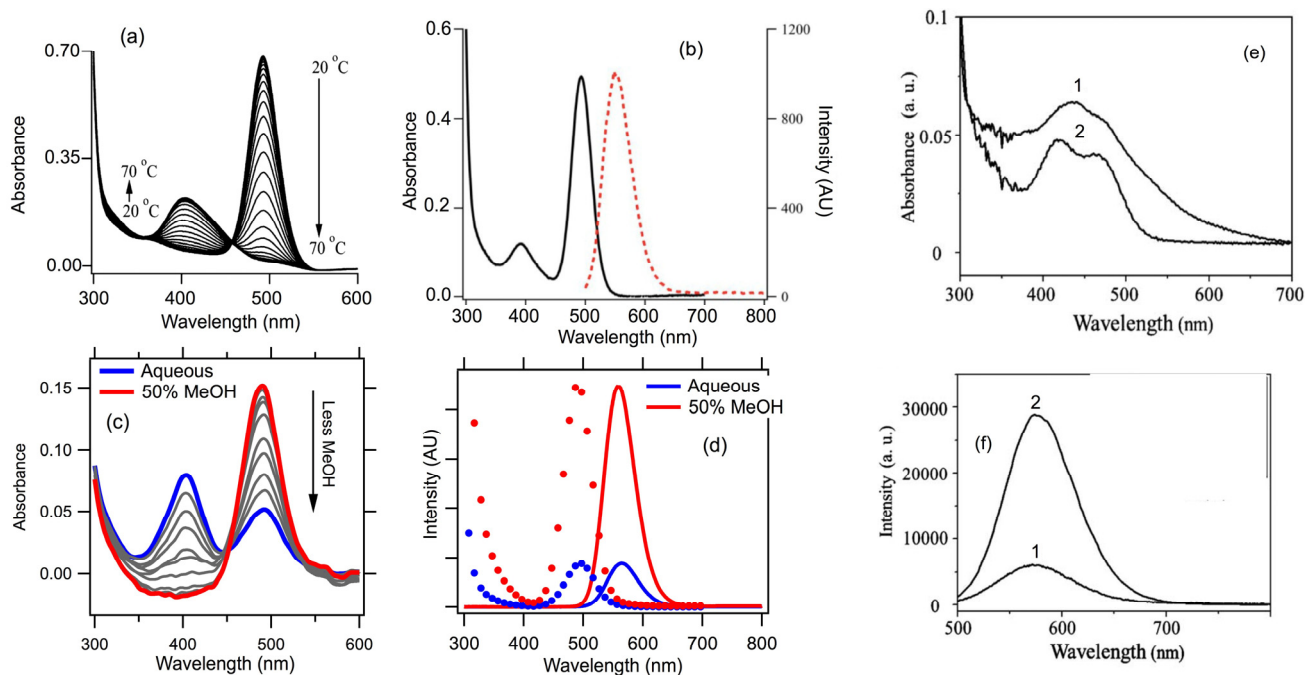 (a)
0.70
0.35
0.00
Absorbance
20 °C
70 °C
70 °C
20 °C
300 400 500 600
Wavelength (nm)
(b)
0.6
0.4
0.2
0.0
Absorbance
1200
800
400
0
Intensity (AU)
300 400 500 600 700 800
Wavelength (nm)
(e)
0.1
0.05
0
Absorbance (a. u.)
1
2
300 400 500 600 700
Wavelength (nm)
Aqueous
50% MeOH
(c)
0.15
0.10
0.05
0.00
Absorbance
Less MeOH
300 400 500 600
Wavelength (nm)
Aqueous
50% MeOH
(d)
Intensity (AU)
300 400 500 600 700 800
Wavelength (nm)
(f)
30000
20000
10000
0
Intensity (a. u.)
2
1
500 600 700
Wavelength (nm)